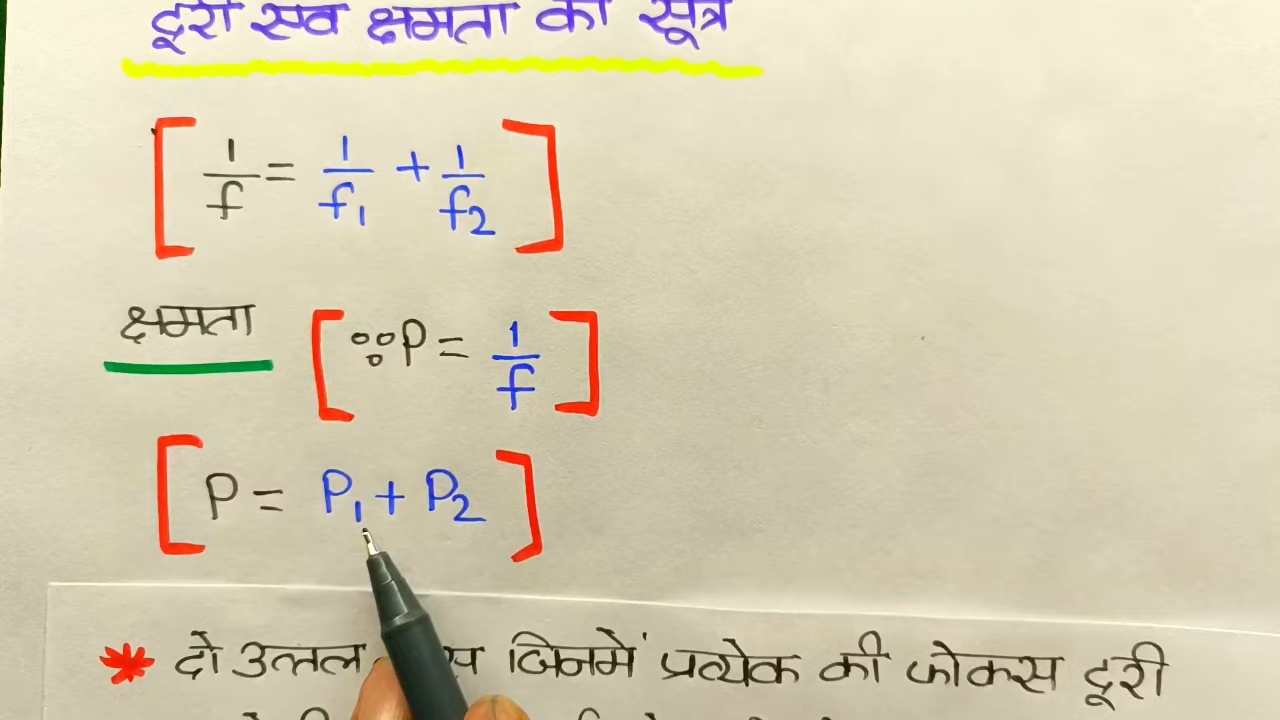 दूरी एवं क्षमता का सूत्र
[ 1/f = 1/f₁ + 1/f₂ ]
क्षमता [ ∵ P = 1/f ]
[ P = P₁ + P₂ ]
* दो उत्तल जिनमें प्रत्येक की फोकस दूरी